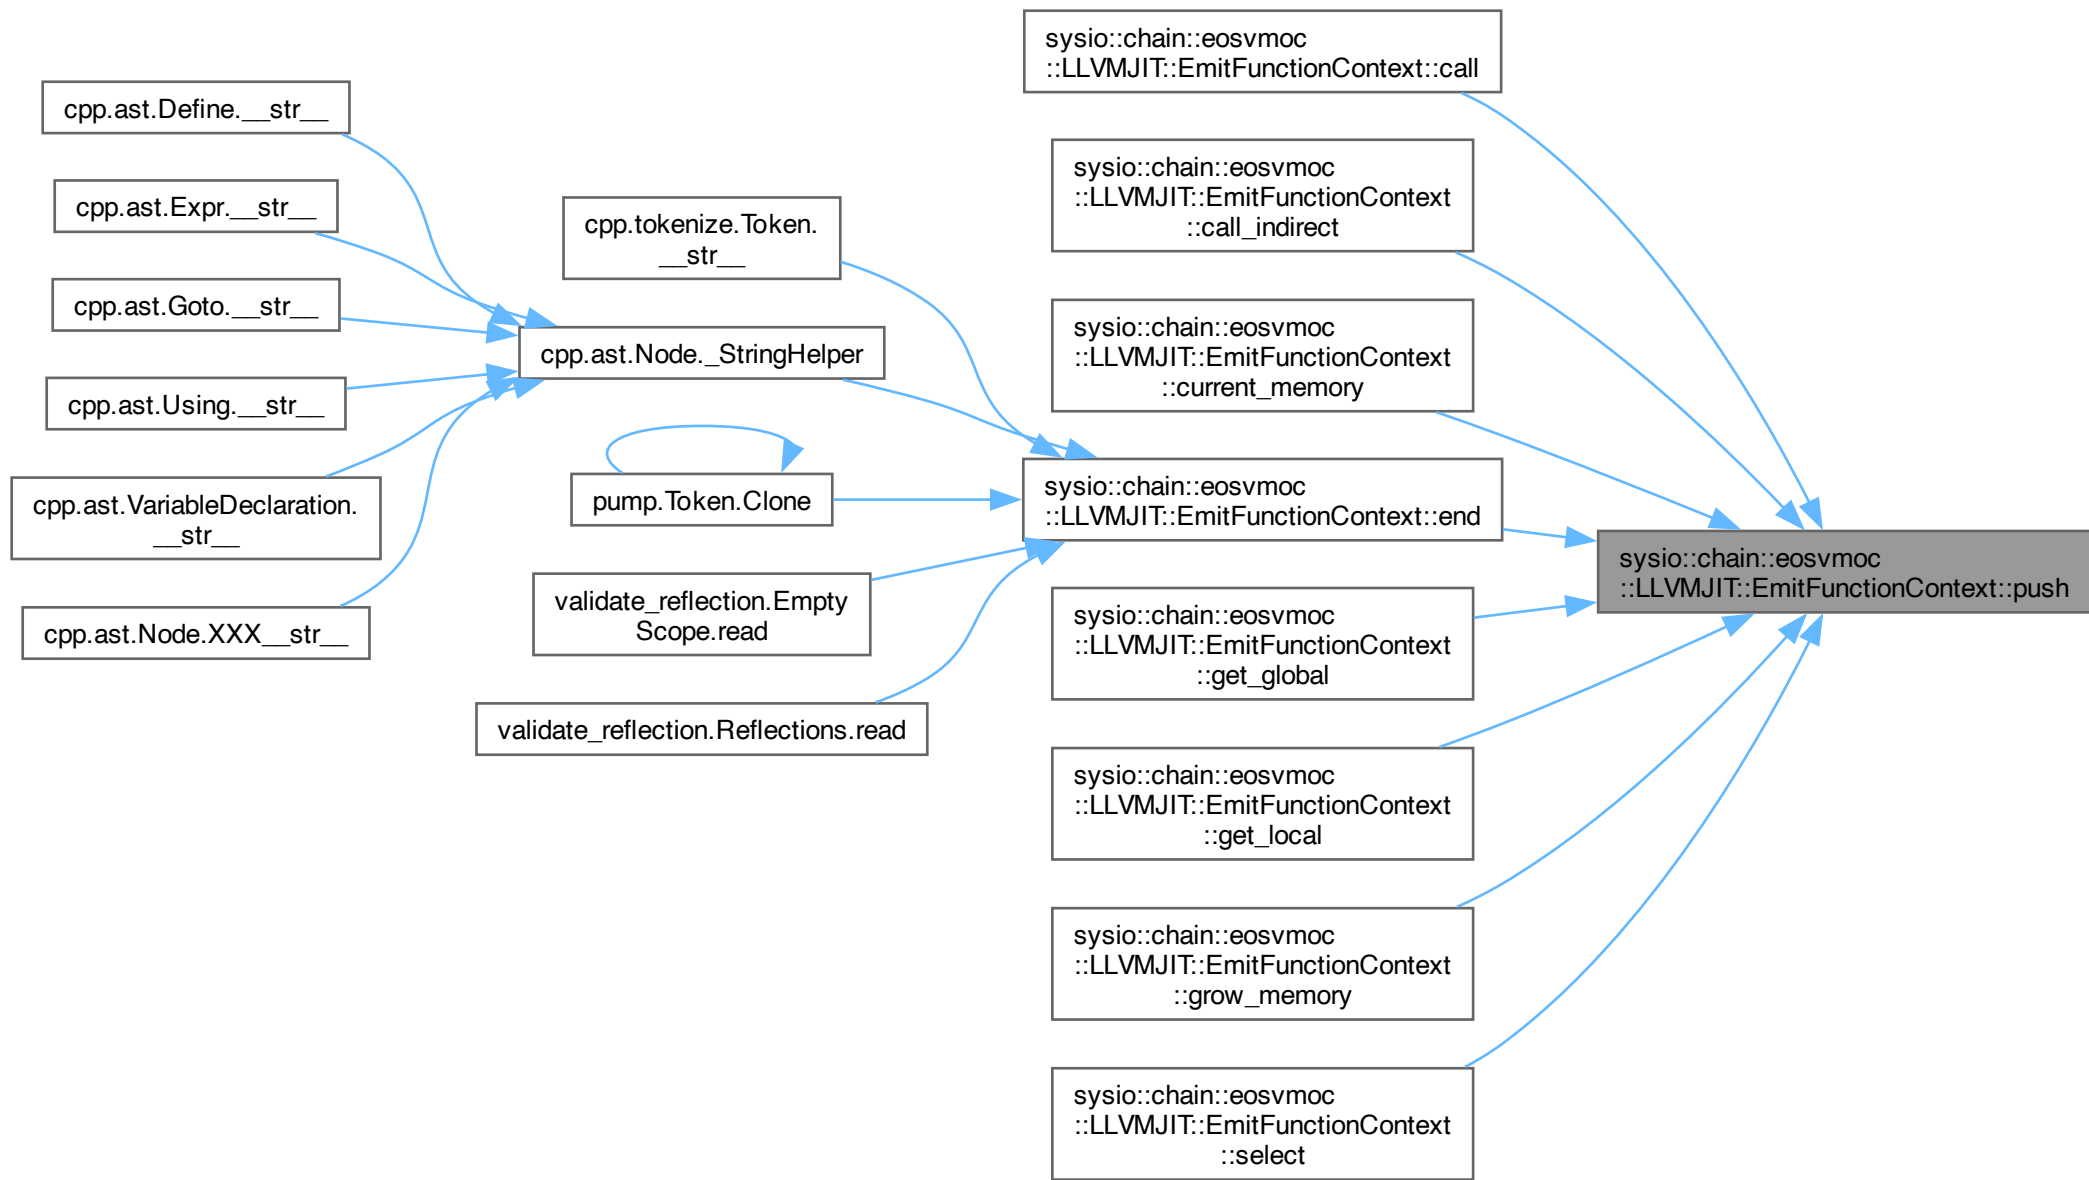 cpp.ast.Define.__str__
cpp.ast.Expr.__str__
cpp.ast.Goto.__str__
cpp.ast.Using.__str__
cpp.ast.VariableDeclaration.
__str__
cpp.ast.Node.XXX__str__
cpp.ast.Node._StringHelper
cpp.tokenize.Token.
__str__
pump.Token.Clone
validate_reflection.Empty
Scope.read
validate_reflection.Reflections.read
sysio::chain::eosvmoc
::LLVMJIT::EmitFunctionContext::call
sysio::chain::eosvmoc
::LLVMJIT::EmitFunctionContext
::call_indirect
sysio::chain::eosvmoc
::LLVMJIT::EmitFunctionContext
::current_memory
sysio::chain::eosvmoc
::LLVMJIT::EmitFunctionContext::end
sysio::chain::eosvmoc
::LLVMJIT::EmitFunctionContext
::get_global
sysio::chain::eosvmoc
::LLVMJIT::EmitFunctionContext
::get_local
sysio::chain::eosvmoc
::LLVMJIT::EmitFunctionContext
::grow_memory
sysio::chain::eosvmoc
::LLVMJIT::EmitFunctionContext
::select
sysio::chain::eosvmoc
::LLVMJIT::EmitFunctionContext::push